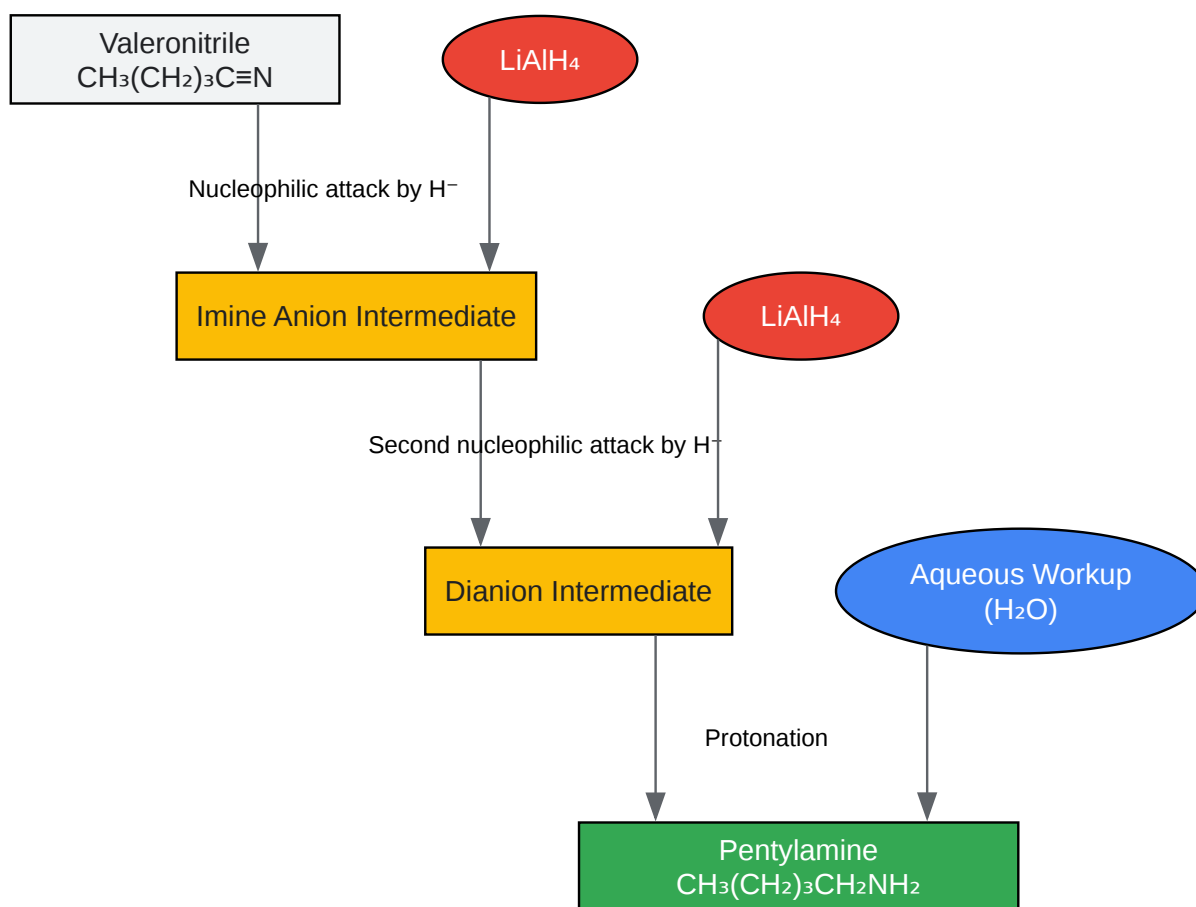 Valeronitrile
CH₃(CH₂)₃C≡N
LiAlH₄
Nucleophilic attack by H⁻
Imine Anion Intermediate
LiAlH₄
Second nucleophilic attack by H⁻
Dianion Intermediate
Aqueous Workup
(H₂O)
Protonation
Pentylamine
CH₃(CH₂)₃CH₂NH₂